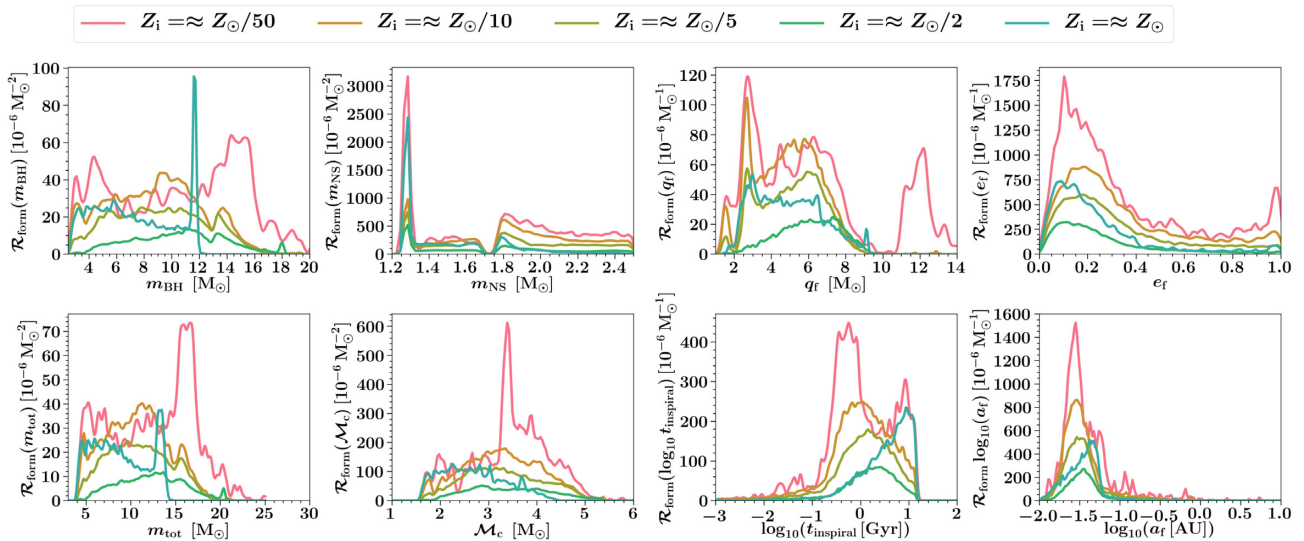 Z_i =≈ Z_⊙/50 Z_i =≈ Z_⊙/10 Z_i =≈ Z_⊙/5 Z_i =≈ Z_⊙/2 Z_i =≈ Z_⊙
R_form(m_BH) [10^−6 M_⊙^−2]
100
80
60
40
20
0
4 6 8 10 12 14 16 18 20
m_BH [M_⊙]
R_form(m_NS) [10^−6 M_⊙^−2]
3000
2500
2000
1500
1000
500
0
1.2 1.4 1.6 1.8 2.0 2.2 2.4
m_NS [M_⊙]
R_form(q_f) [10^−6 M_⊙^−1]
120
100
80
60
40
20
0
2 4 6 8 10 12 14
q_f [M_⊙]
R_form(e_f) [10^−6 M_⊙^−1]
1750
1500
1250
1000
750
500
250
0
0.0 0.2 0.4 0.6 0.8 1.0
e_f
R_form(m_tot) [10^−6 M_⊙^−2]
70
60
50
40
30
20
10
0
5 10 15 20 25 30
m_tot [M_⊙]
R_form(M_c) [10^−6 M_⊙^−2]
600
500
400
300
200
100
0
1 2 3 4 5 6
M_c [M_⊙]
R_form(log_10 t_inspiral) [10^−6 M_⊙^−1]
400
300
200
100
0
−3 −2 −1 0 1 2
log_10(t_inspiral [Gyr])
R_form log_10(a_f) [10^−6 M_⊙^−1]
1600
1400
1200
1000
800
600
400
200
0
−2.0 −1.5 −1.0 −0.5 0.0 0.5 1.0
log_10(a_f [AU])